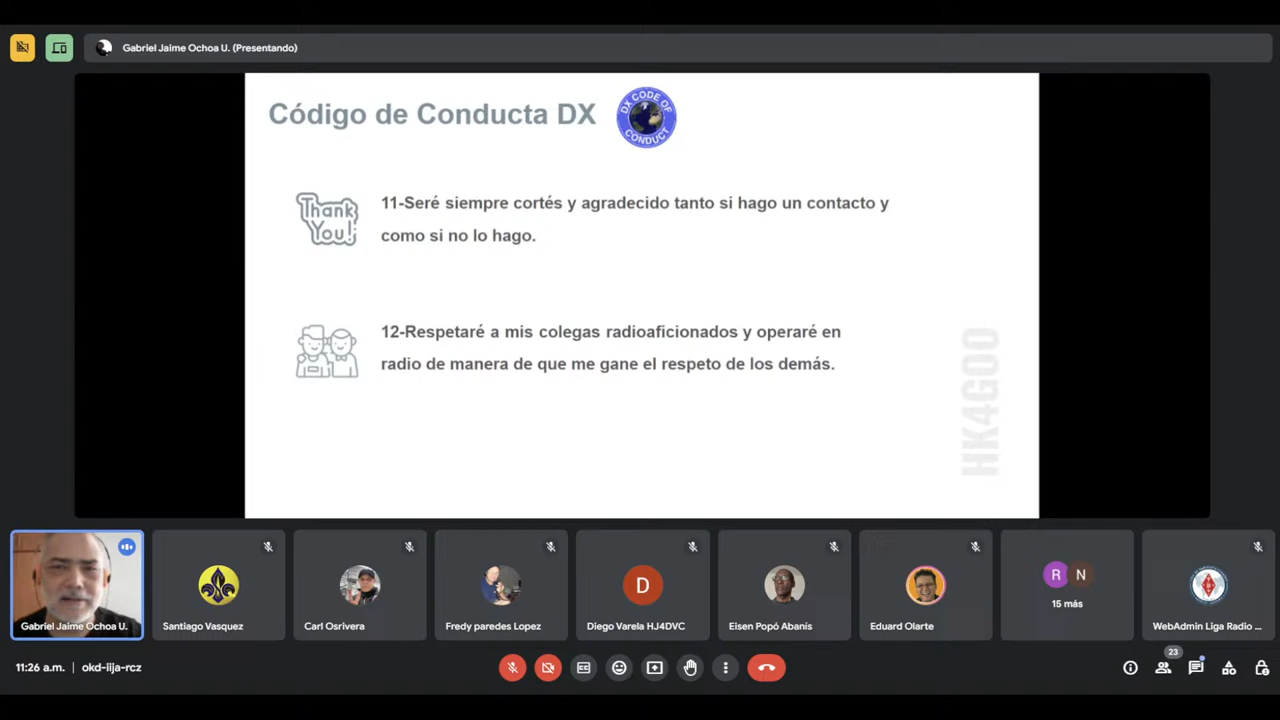 Gabriel Jaime Ochoa U. (Presentando)
Código de Conducta DX
DX CODE OF
CONDUCT
Thank
You!
11-Seré siempre cortés y agradecido tanto si hago un contacto y
como si no lo hago.
12-Respetaré a mis colegas radioaficionados y operaré en
radio de manera de que me gane el respeto de los demás.
HK4GOO
Gabriel Jaime Ochoa U.
Santiago Vasquez
Carl Osrivera
Fredy paredes Lopez
D
Diego Varela HJ4DVC
Eisen Popó Abanís
Eduard Olarte
R N
15 más
WebAdmin Liga Radio ...
11:26 a.m. | okd-iija-rcz
CC
23